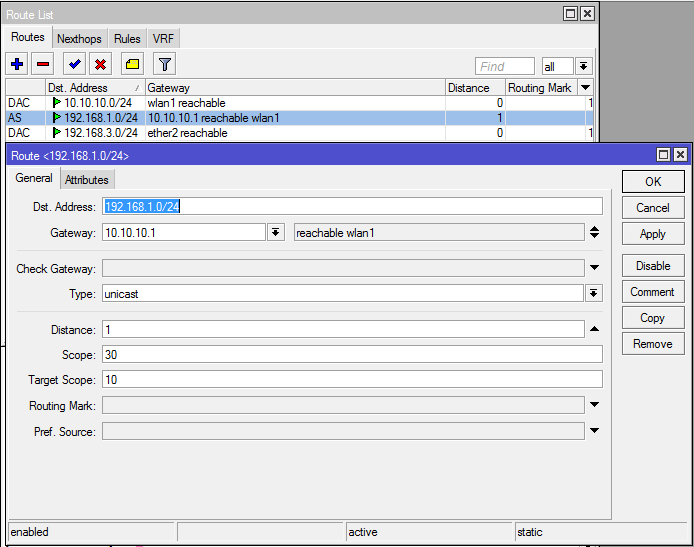 Route List
Routes Nexthops Rules VRF
Find all
Dst. Address Gateway Distance Routing Mark
DAC 10.10.10.0/24 wlan1 reachable 0 1
AS 192.168.1.0/24 10.10.10.1 reachable wlan1 1
DAC 192.168.3.0/24 ether2 reachable 0 1
Route <192.168.1.0/24>
General Attributes
OK
Dst. Address: 192.168.1.0/24
Cancel
Gateway: 10.10.10.1 reachable wlan1
Apply
Check Gateway:
Disable
Type: unicast
Comment
Copy
Distance: 1
Remove
Scope: 30
Target Scope: 10
Routing Mark:
Pref. Source:
enabled active static